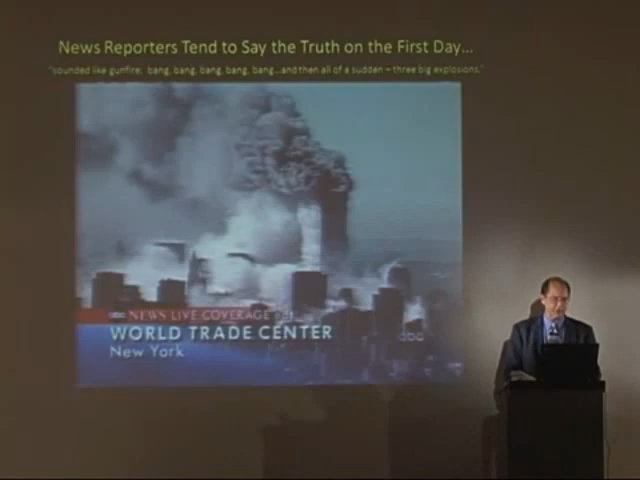 News Reporters Tend to Say the Truth on the First Day...
"sounded like gunfire: bang, bang, bang, bang, bang...and then all of a sudden – three big explosions."
abc NEWS LIVE COVERAGE
WORLD TRADE CENTER
New York
abc